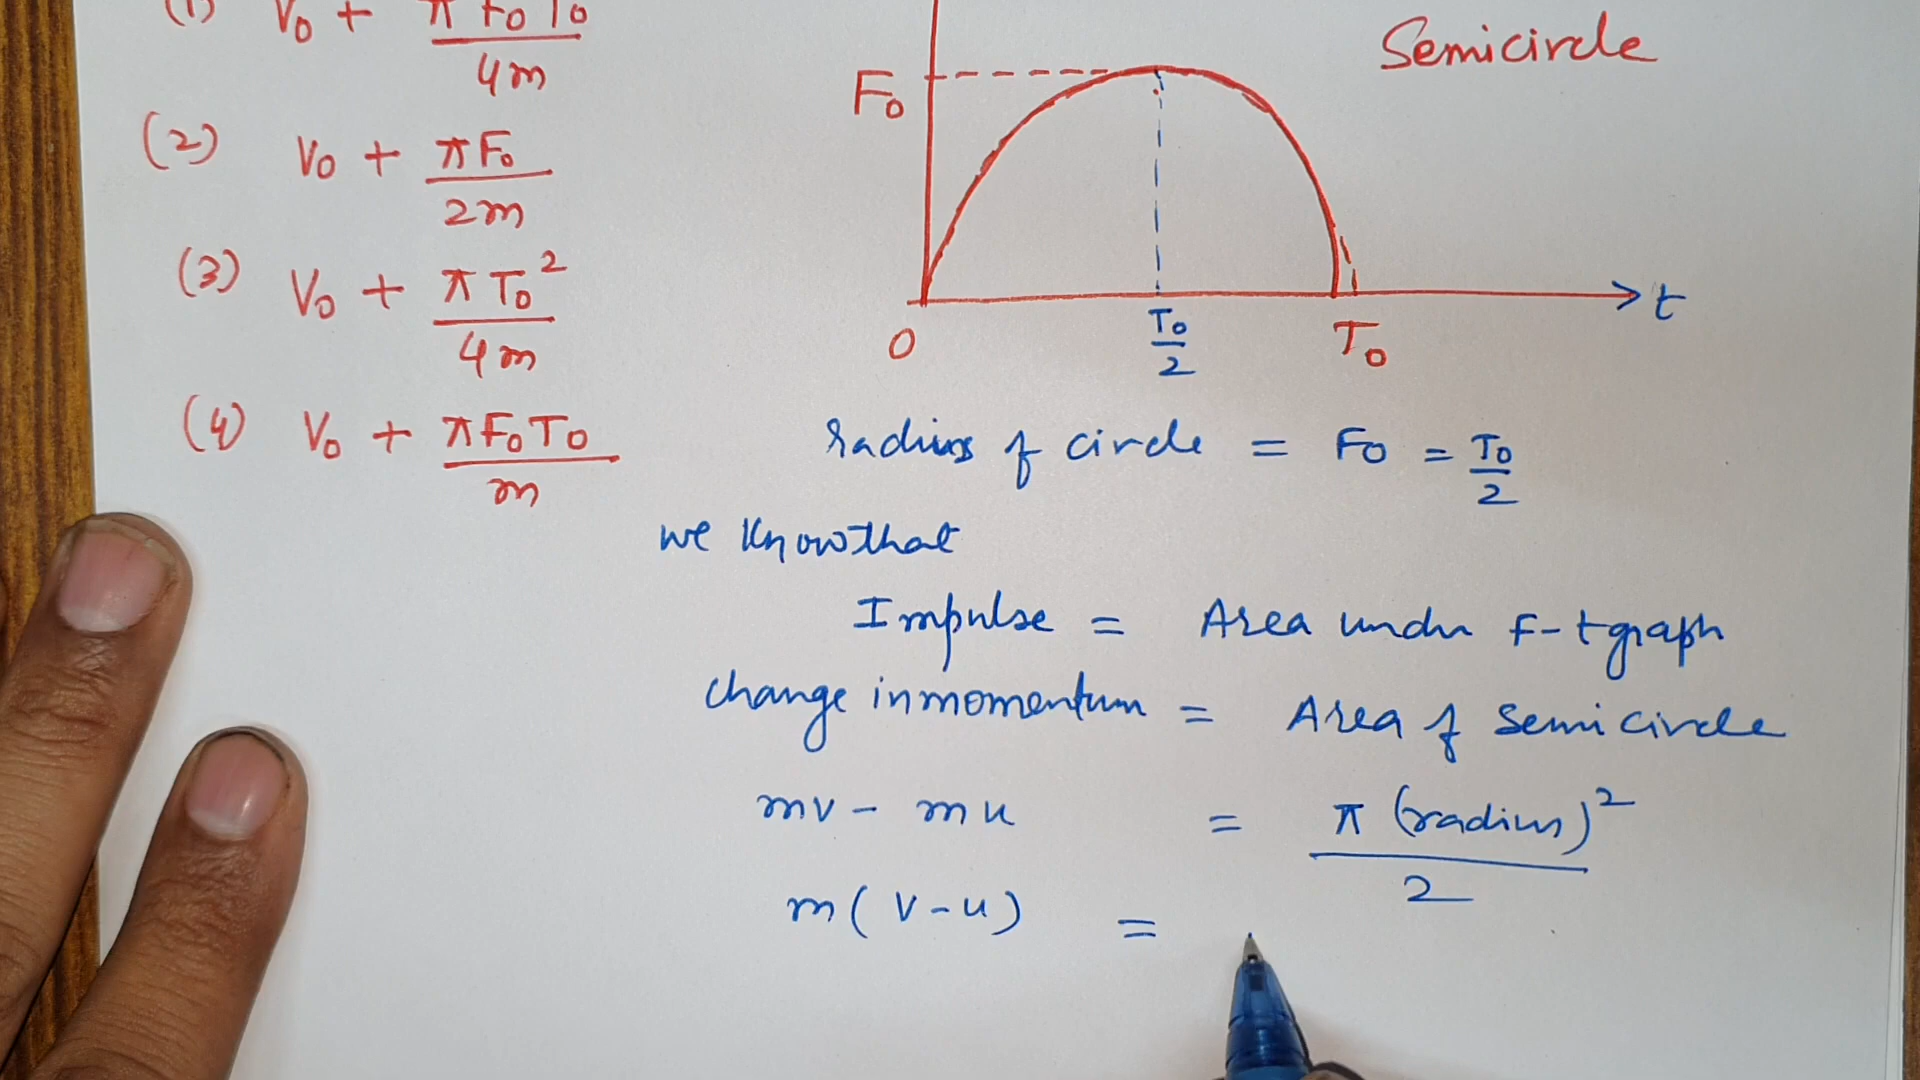 (1) V₀ + πF₀T₀/4m
Semicircle
F₀
(2) V₀ + πF₀/2m
(3) V₀ + πT₀²/4m
t
0
T₀/2
T₀
(4) V₀ + πF₀T₀/m
radius of circle = F₀ = T₀/2
we know that
Impulse = Area under F-t graph
change in momentum = Area of semicircle
mv - mu = π(radius)²/2
m(v-u) =